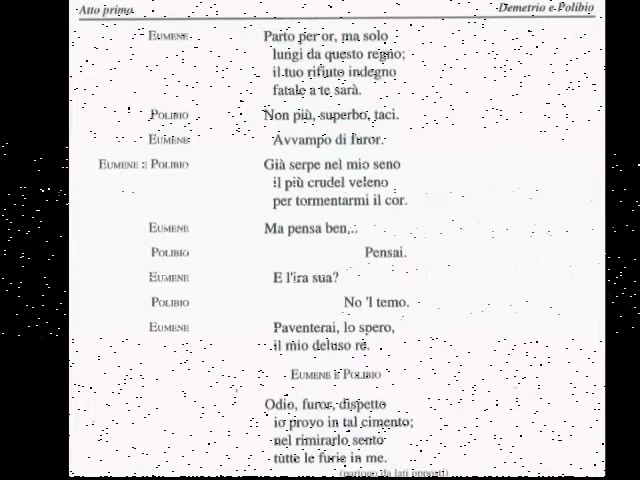 Atto primo
Demetrio e Polibio
EUMENE Parto per or, ma solo
lungi da questo regno;
il tuo rifiuto indegno
fatale a te sarà.
POLIBIO Non più, superbo, taci.
EUMENE Avvampo di furor.
EUMENE E POLIBIO Già serpe nel mio seno
il più crudel veleno
per tormentarmi il cor.
EUMENE Ma pensa ben...
POLIBIO Pensai.
EUMENE E l'ira sua?
POLIBIO No 'l temo.
EUMENE Paventerai, lo spero,
il mio deluso re.
EUMENE E POLIBIO
Odio, furor, dispetto
io provo in tal cimento;
nel rimirarlo sento
tutte le furie in me.
(partono da lati opposti)